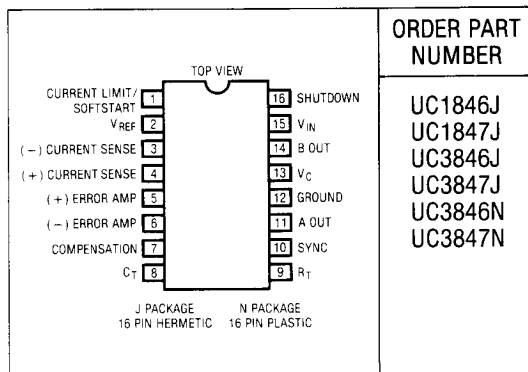 TOP VIEW
CURRENT LIMIT/
SOFTSTART 1
VREF 2
(−) CURRENT SENSE 3
(+) CURRENT SENSE 4
(+) ERROR AMP 5
(−) ERROR AMP 6
COMPENSATION 7
CT 8
16 SHUTDOWN
15 VIN
14 B OUT
13 VC
12 GROUND
11 A OUT
10 SYNC
9 RT
J PACKAGE
16 PIN HERMETIC
N PACKAGE
16 PIN PLASTIC
ORDER PART
NUMBER
UC1846J
UC1847J
UC3846J
UC3847J
UC3846N
UC3847N